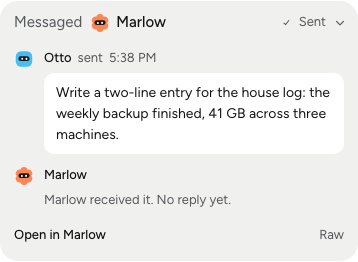 Messaged Marlow Sent
Otto sent 5:38 PM
Write a two-line entry for the house log: the
weekly backup finished, 41 GB across three
machines.
Marlow
Marlow received it. No reply yet.
Open in Marlow Raw